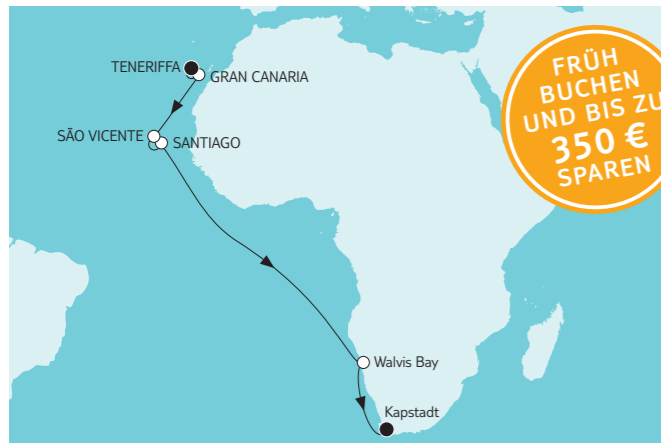 TENERIFFA
GRAN CANARIA
SÃO VICENTE
SANTIAGO
Walvis Bay
Kapstadt
FRÜH
BUCHEN
UND BIS ZU
350 €
SPAREN